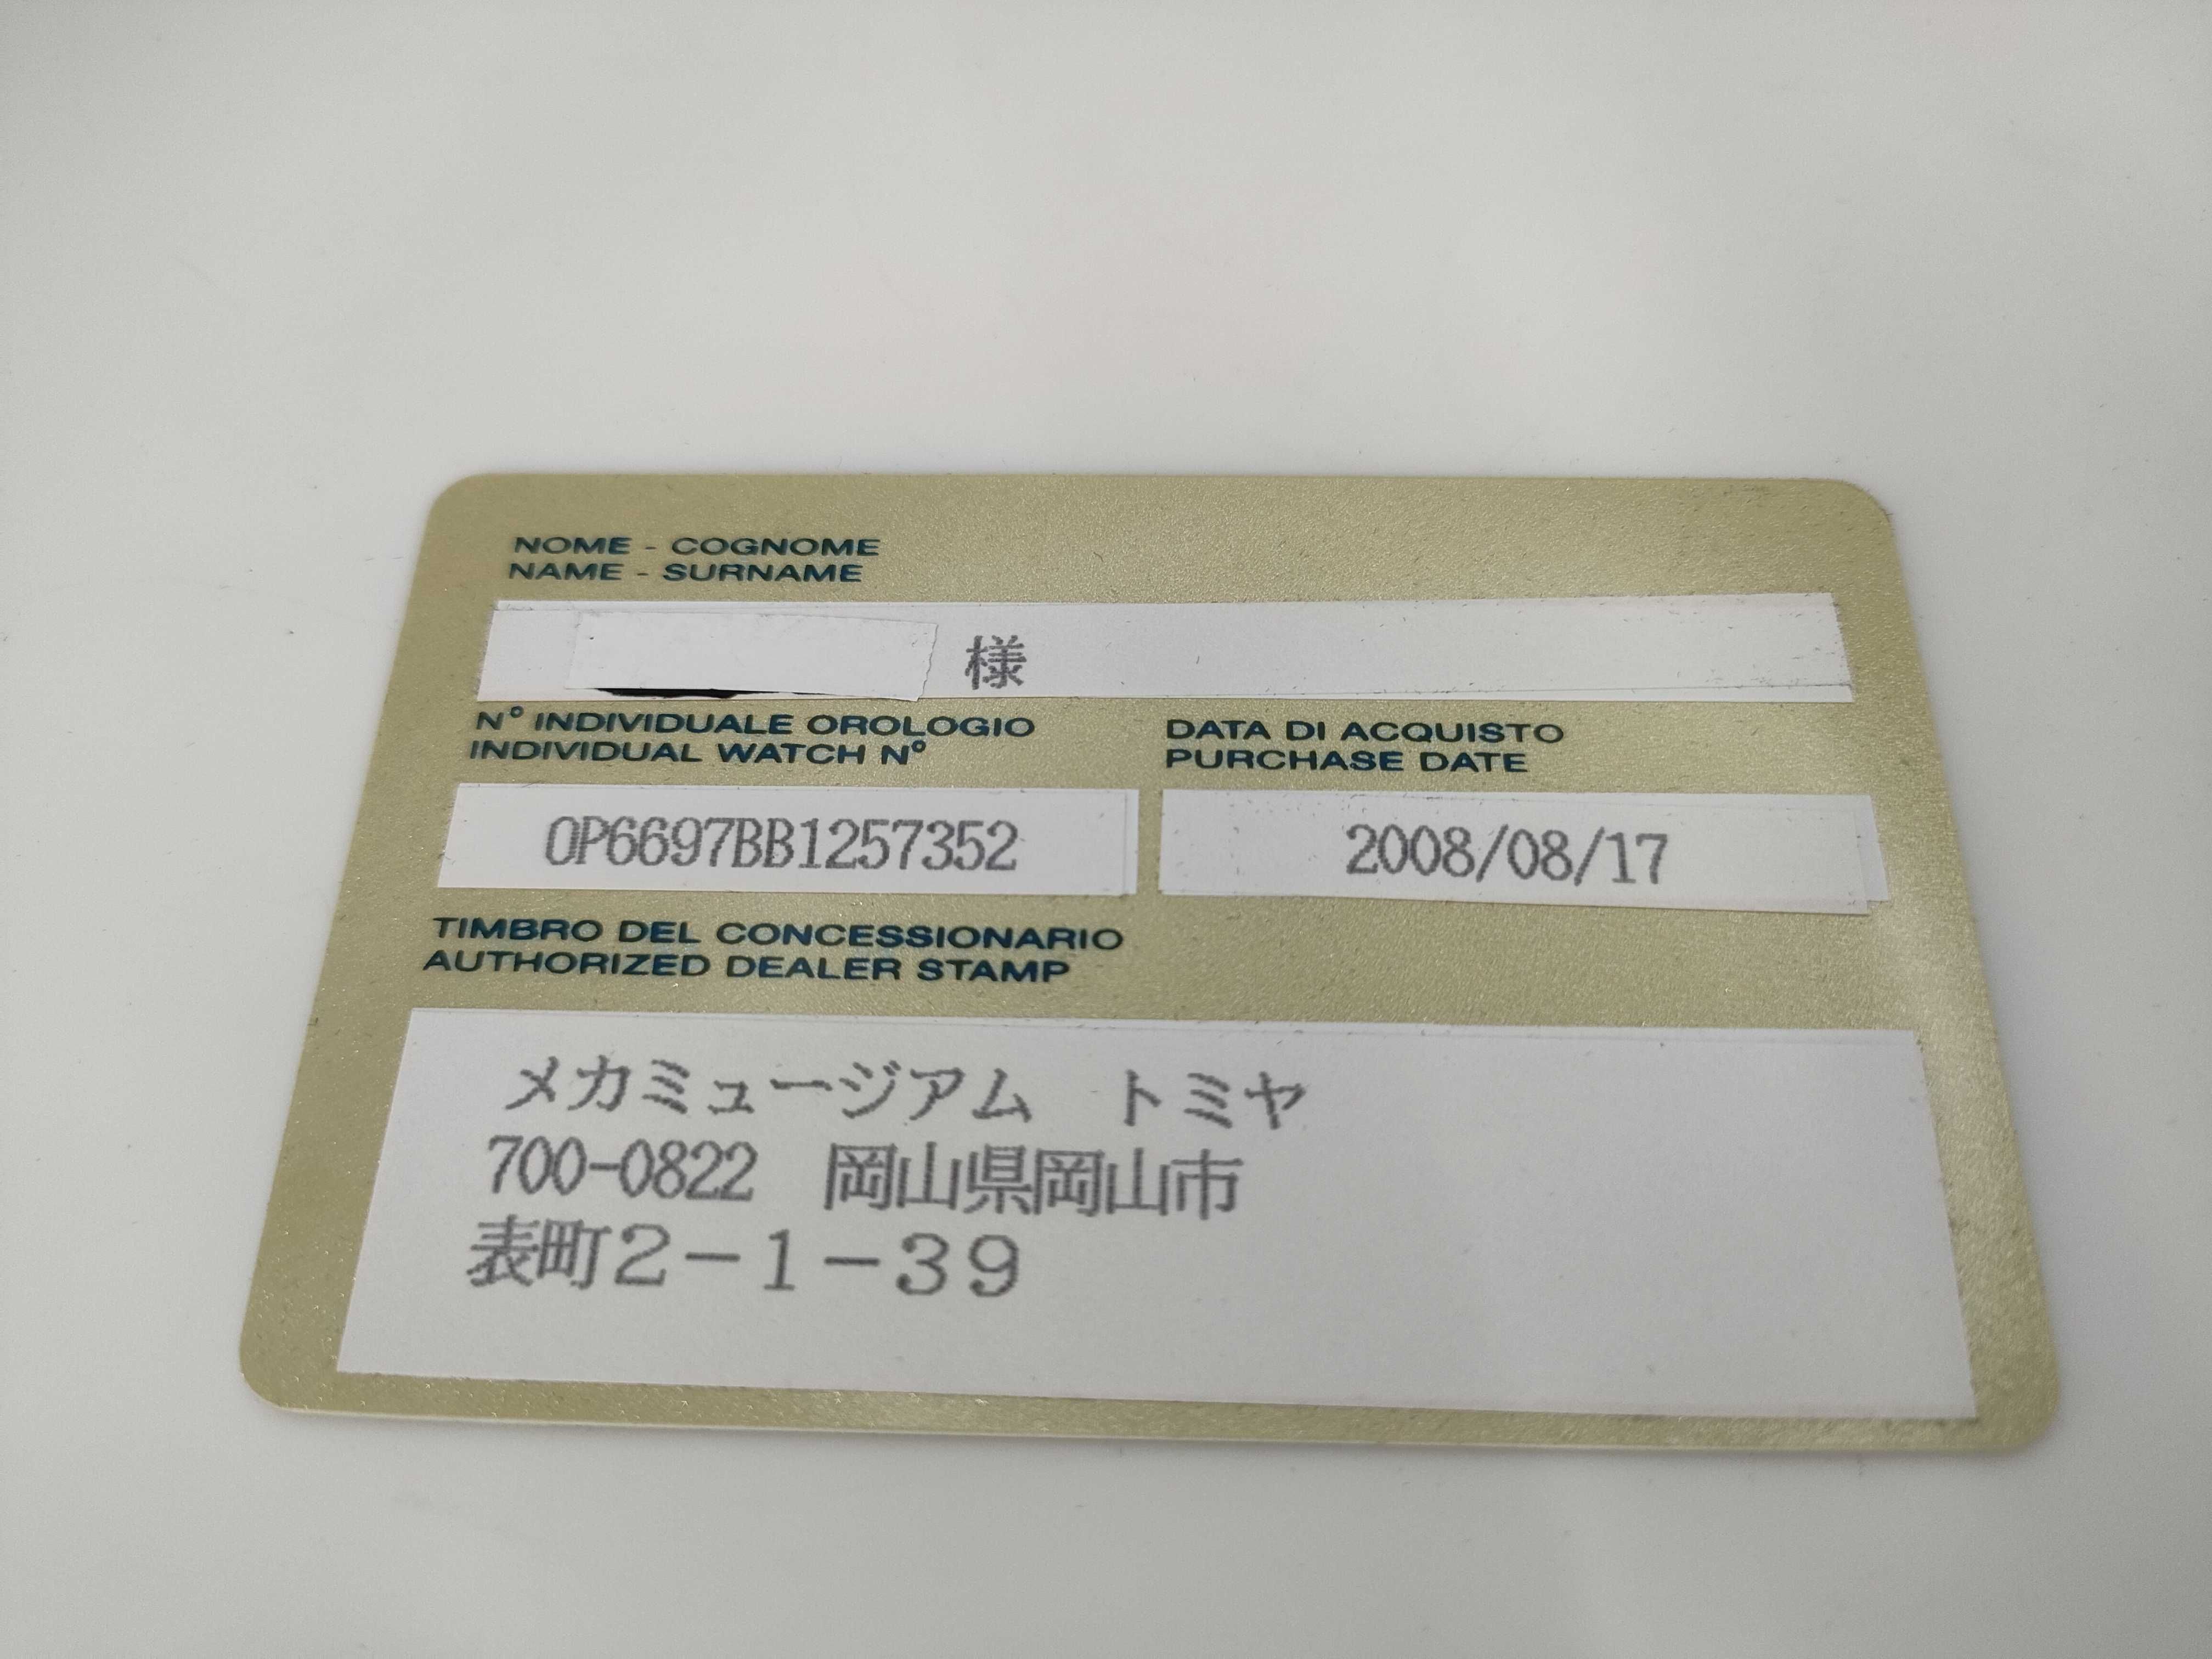 NOME - COGNOME
NAME - SURNAME
様
N° INDIVIDUALE OROLOGIO
INDIVIDUAL WATCH N°
DATA DI ACQUISTO
PURCHASE DATE
OP6697BB1257352
2008/08/17
TIMBRO DEL CONCESSIONARIO
AUTHORIZED DEALER STAMP
メカミュージアム　トミヤ
700-0822　岡山県岡山市
表町2-1-39